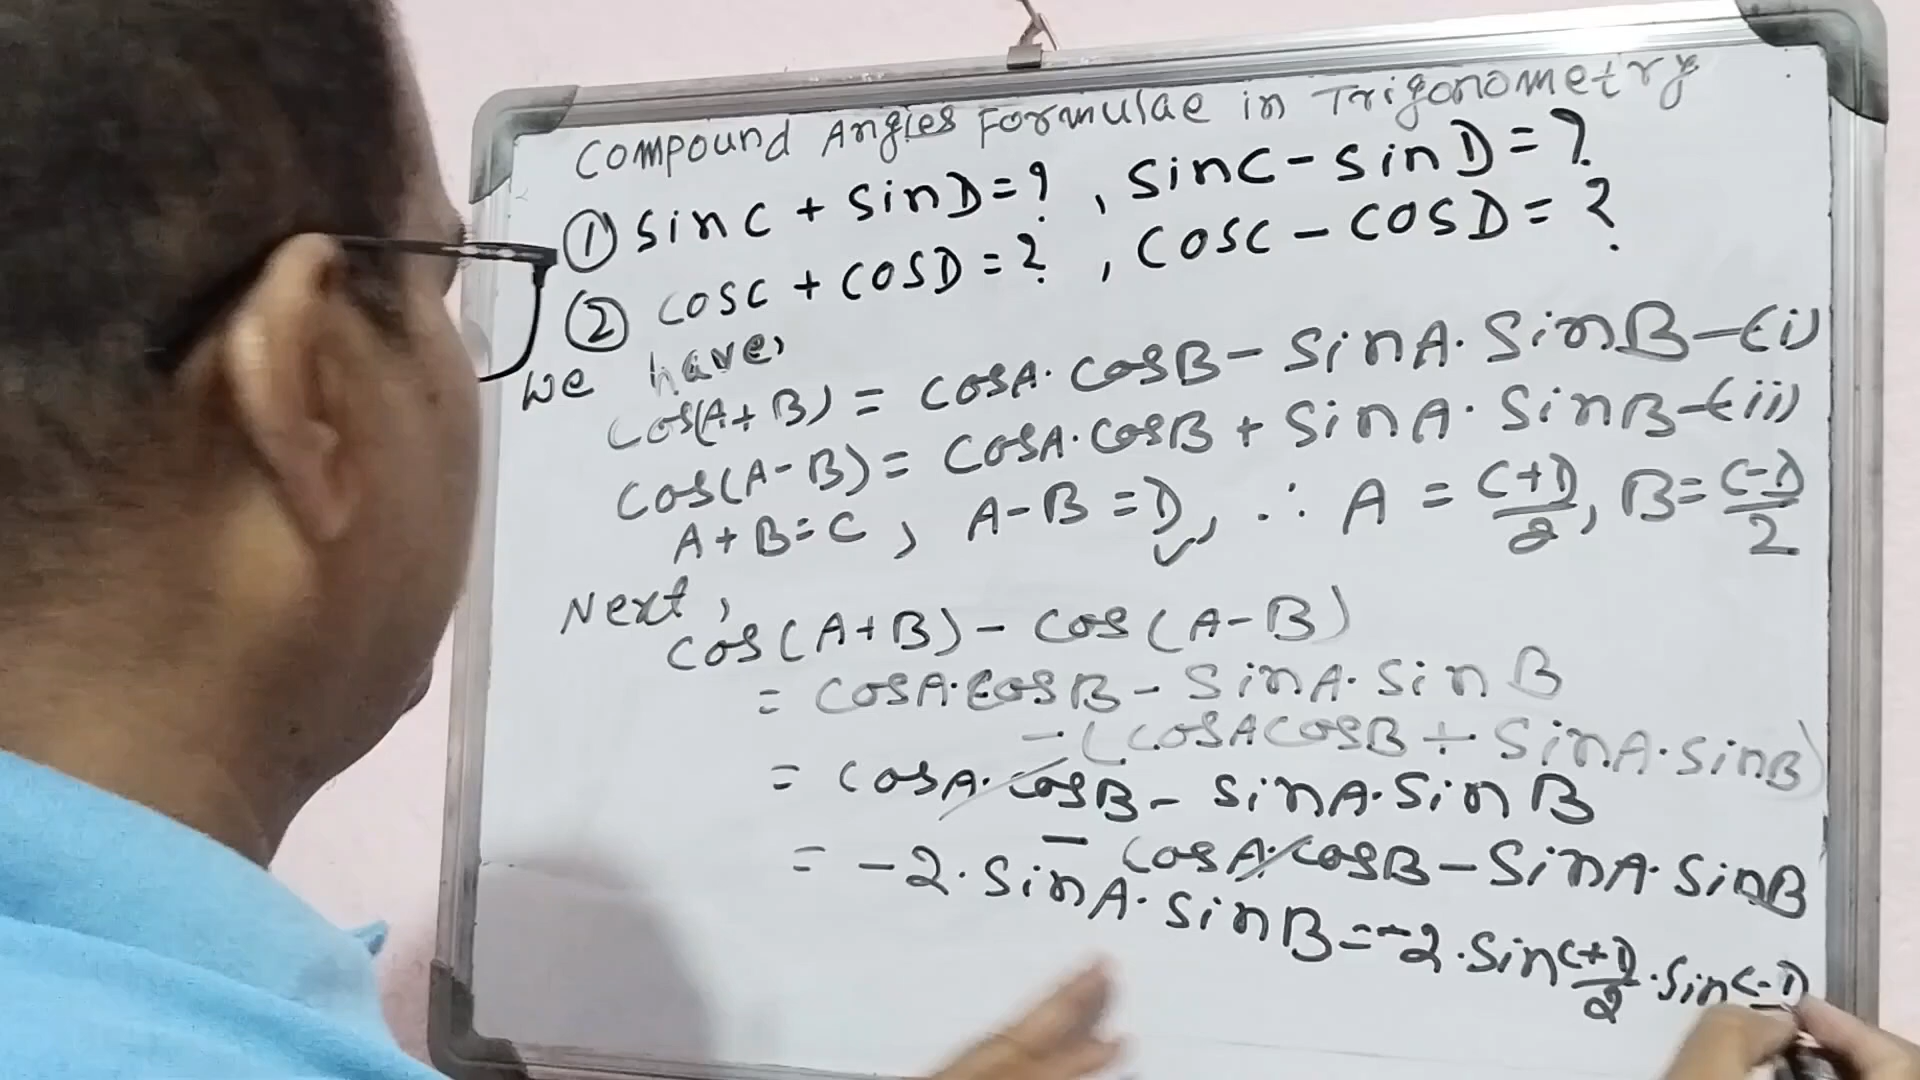 Compound Angles Formulae in Trigonometry
① sinC + sinD = ? , sinC - sinD = ?
② cosC + cosD = ? , cosC - cosD = ?
We have,
cos(A+B) = cosA·cosB - sinA·sinB - (i)
cos(A-B) = cosA·cosB + sinA·sinB - (ii)
A+B=C , A-B=D, ∴ A = (C+D)/2, B = (C-D)/2
Next,
cos(A+B) - cos(A-B)
= cosA·cosB - sinA·sinB
- (cosAcosB + sinA·sinB)
= cosA·cosB - sinA·sinB
- cosA·cosB - sinA·sinB
= -2·sinA·sinB = -2·sin (C+D)/2 · sin C-D